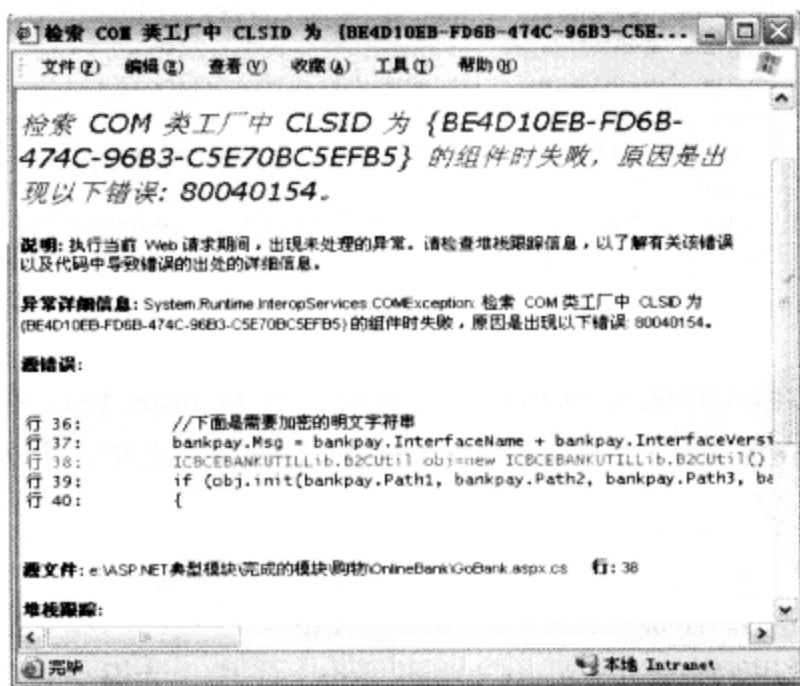 检索 COM 类工厂中 CLSID 为 {BE4D10EB-FD6B-474C-96B3-C5E...
文件(F) 编辑(E) 查看(V) 收藏(A) 工具(T) 帮助(H)
检索 COM 类工厂中 CLSID 为 {BE4D10EB-FD6B-
474C-96B3-C5E70BC5EFB5} 的组件时失败，原因是出
现以下错误: 80040154。
说明: 执行当前 Web 请求期间，出现未处理的异常。请检查堆栈跟踪信息，以了解有关该错误
以及代码中导致错误的出处的详细信息。
异常详细信息: System.Runtime.InteropServices.COMException: 检索 COM 类工厂中 CLSID 为
{BE4D10EB-FD6B-474C-96B3-C5E70BC5EFB5} 的组件时失败，原因是出现以下错误: 80040154。
源错误:
行 36: //下面是需要加密的明文字符串
行 37: bankpay.Msg = bankpay.InterfaceName + bankpay.InterfaceVersi
行 38: ICBCEBANKUTILLib.B2CUtil obj=new ICBCEBANKUTILLib.B2CUtil()
行 39: if (obj.init(bankpay.Path1, bankpay.Path2, bankpay.Path3, ba
行 40: {
源文件: e:\ASP.NET典型模块\完成的模块\购物\OnlineBank\GoBank.aspx.cs 行: 38
堆栈跟踪:
完毕 本地 Intranet